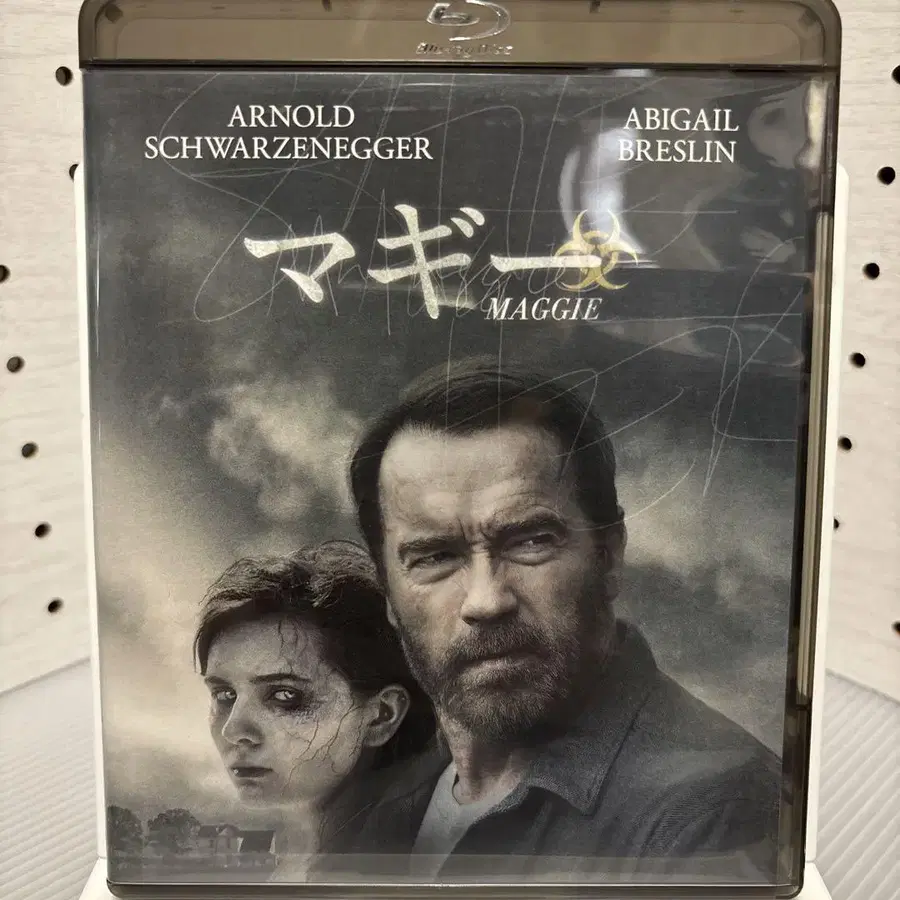 Blu-ray Disc
ARNOLD
SCHWARZENEGGER
ABIGAIL
BRESLIN
マギー
MAGGIE